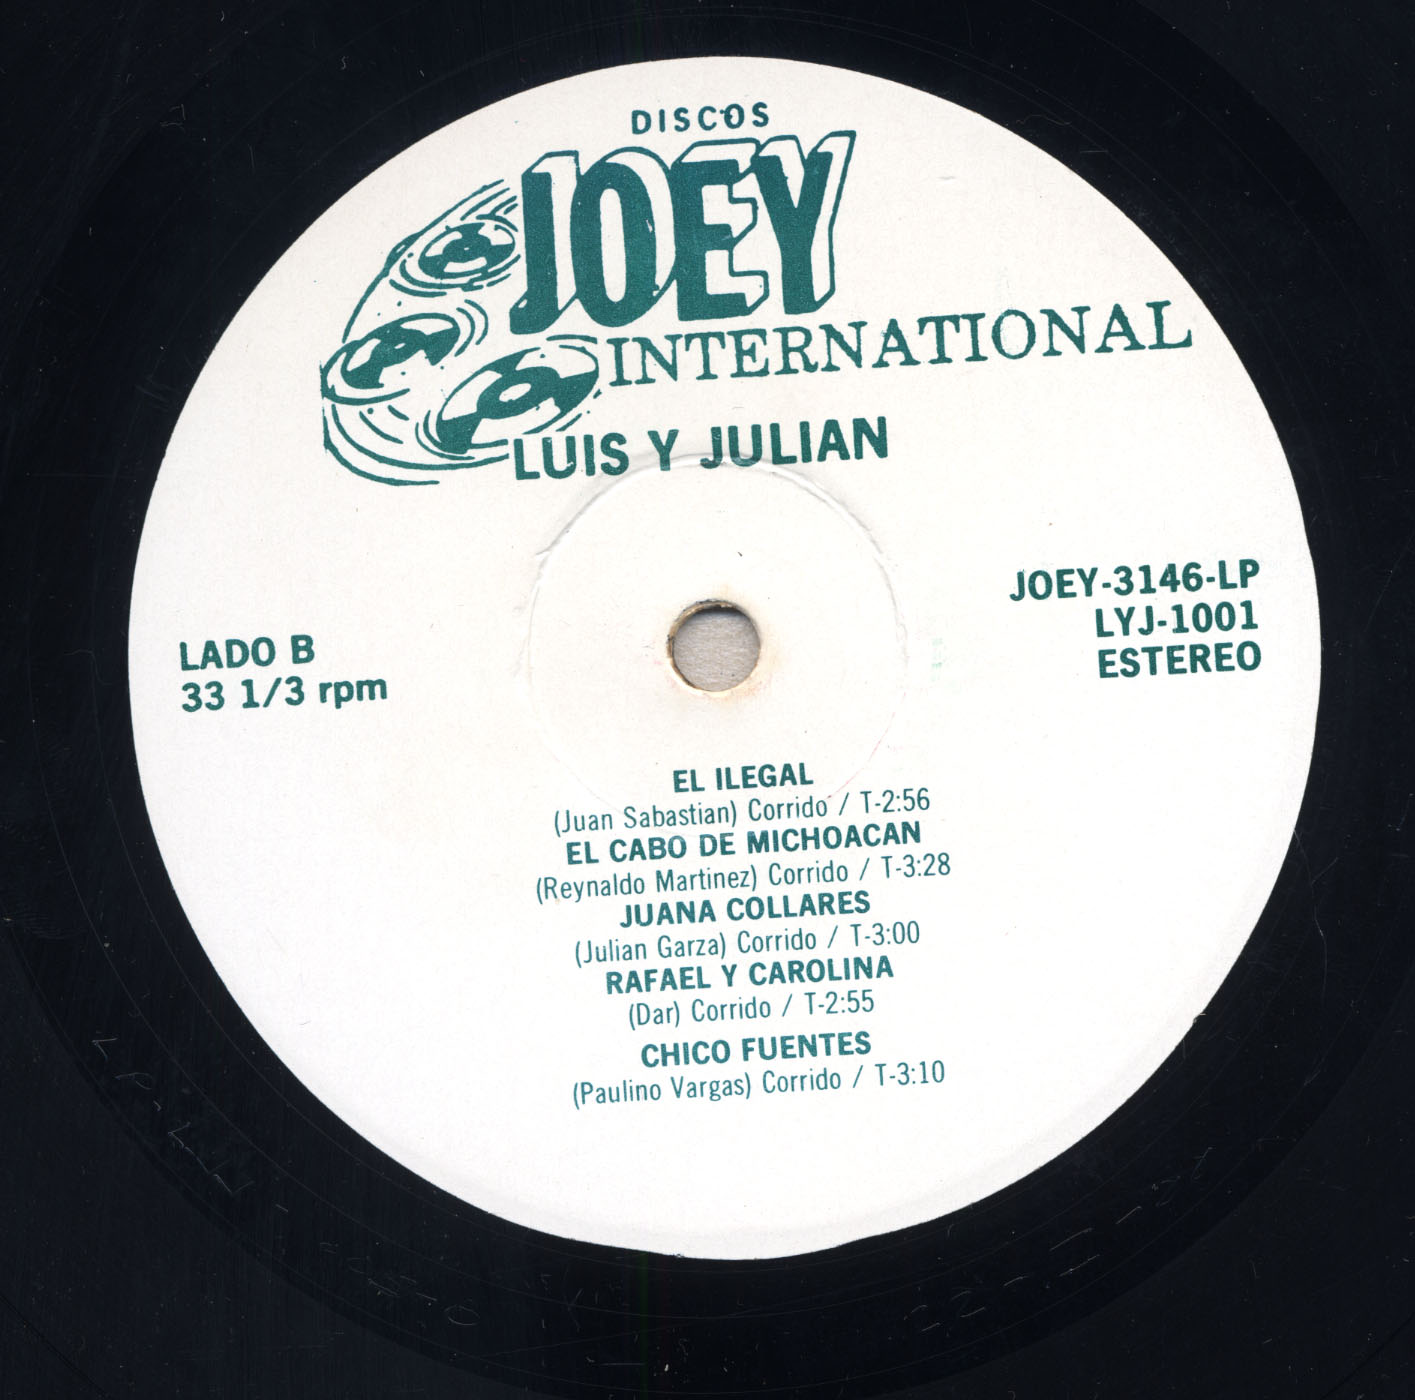 DISCOS
JOEY
INTERNATIONAL
LUIS Y JULIAN
JOEY-3146-LP
LYJ-1001
ESTEREO
LADO B
33 1/3 rpm
EL ILEGAL
(Juan Sabastian) Corrido / T-2:56
EL CABO DE MICHOACAN
(Reynaldo Martinez) Corrido / T-3:28
JUANA COLLARES
(Julian Garza) Corrido / T-3:00
RAFAEL Y CAROLINA
(Dar) Corrido / T-2:55
CHICO FUENTES
(Paulino Vargas) Corrido / T-3:10